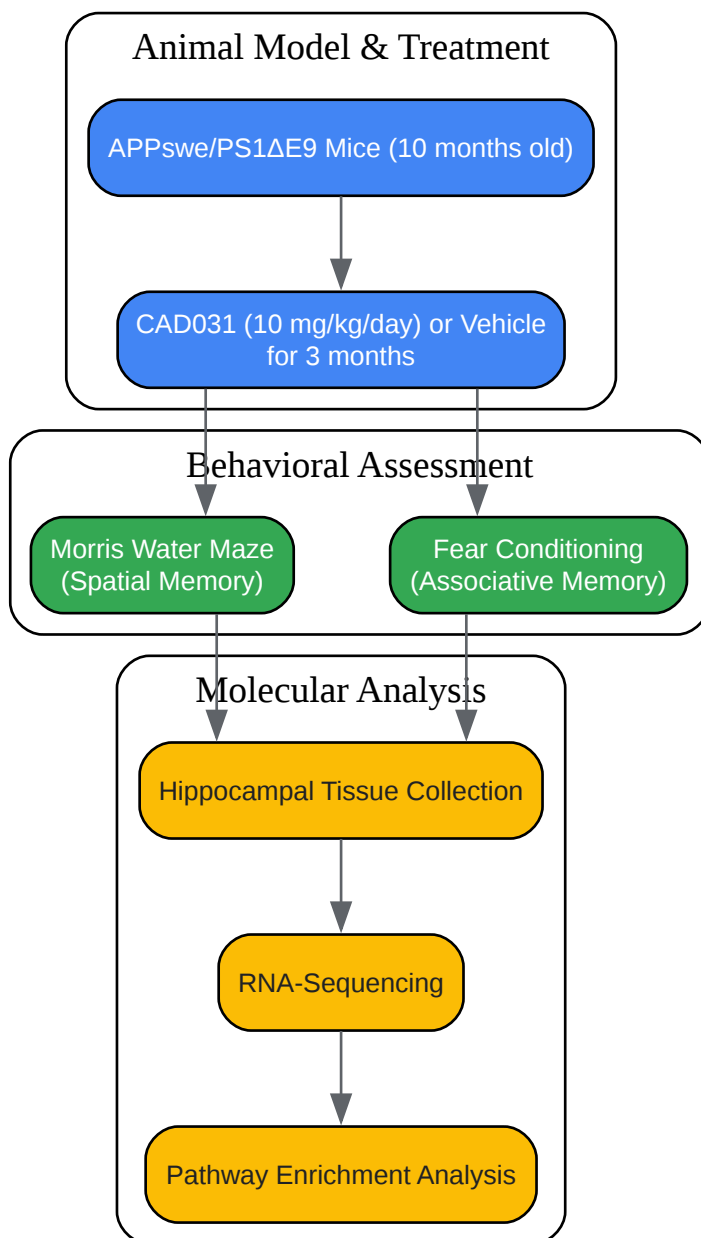 Animal Model & Treatment
APPswe/PS1ΔE9 Mice (10 months old)
CAD031 (10 mg/kg/day) or Vehicle
for 3 months
Behavioral Assessment
Morris Water Maze
(Spatial Memory)
Fear Conditioning
(Associative Memory)
Molecular Analysis
Hippocampal Tissue Collection
RNA-Sequencing
Pathway Enrichment Analysis